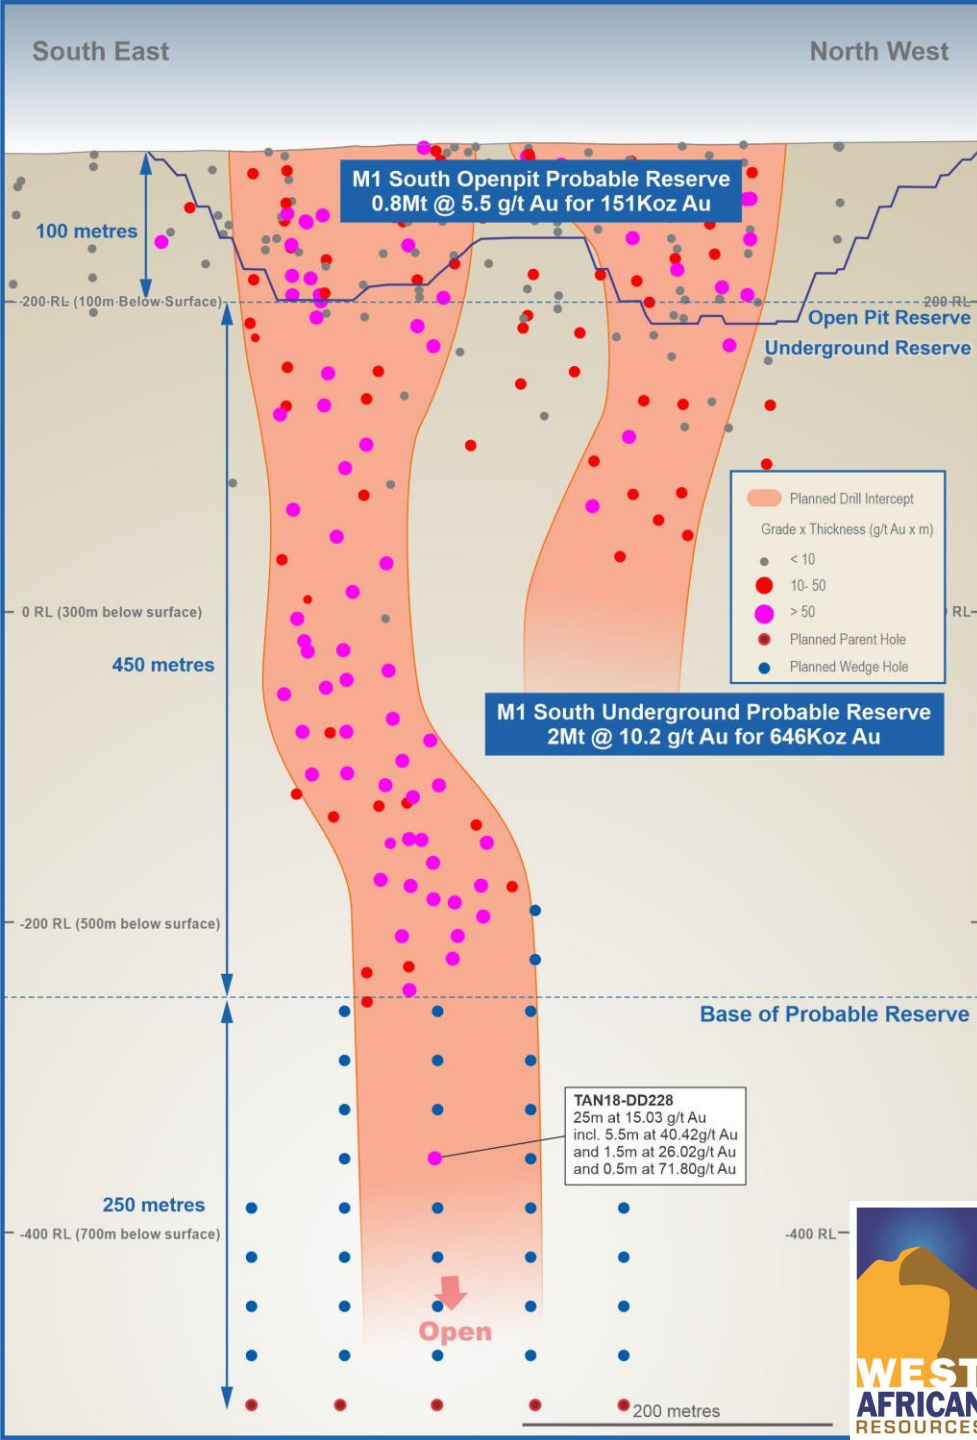 South East
North West
M1 South Openpit Probable Reserve
0.8Mt @ 5.5 g/t Au for 151Koz Au
100 metres
200 RL (100m Below Surface)
200 RL
Open Pit Reserve
Underground Reserve
Planned Drill Intercept
Grade x Thickness (g/t Au x m)
< 10
10- 50
> 50
Planned Parent Hole
Planned Wedge Hole
0 RL (300m below surface)
RL
450 metres
M1 South Underground Probable Reserve
2Mt @ 10.2 g/t Au for 646Koz Au
-200 RL (500m below surface)
Base of Probable Reserve
TAN18-DD228
25m at 15.03 g/t Au
incl. 5.5m at 40.42g/t Au
and 1.5m at 26.02g/t Au
and 0.5m at 71.80g/t Au
250 metres
-400 RL (700m below surface)
-400 RL
Open
200 metres
WEST
AFRICAN
RESOURCES